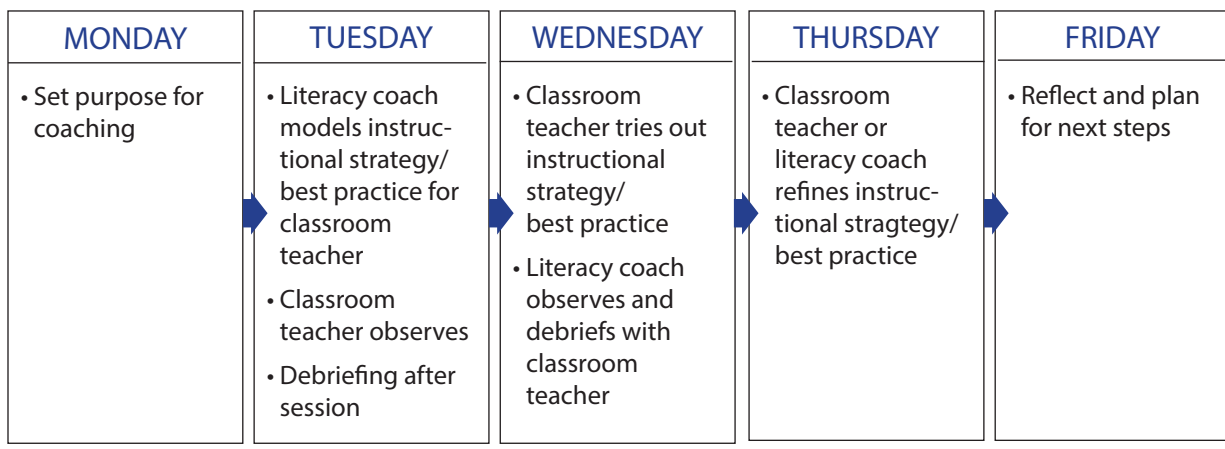 MONDAY
• Set purpose for
coaching
TUESDAY
• Literacy coach
models instruc-
tional strategy/
best practice for
classroom
teacher
• Classroom
teacher observes
• Debriefing after
session
WEDNESDAY
• Classroom
teacher tries out
instructional
strategy/
best practice
• Literacy coach
observes and
debriefs with
classroom
teacher
THURSDAY
• Classroom
teacher or
literacy coach
refines instruc-
tional stragtegy/
best practice
FRIDAY
• Reflect and plan
for next steps